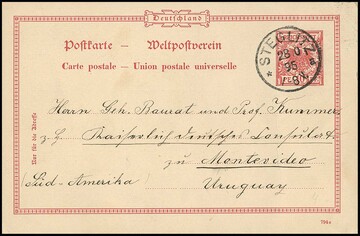 Deutschland
Postkarte – Weltpostverein
Carte postale – Union postale universelle
STEGLITZ
Nur für die Adresse
Herrn Geh. Baurat und Prof. Kummer
z. H. Kaiserlich deutsches Consulat
zu Montevideo
(Süd-Amerika) Uruguay